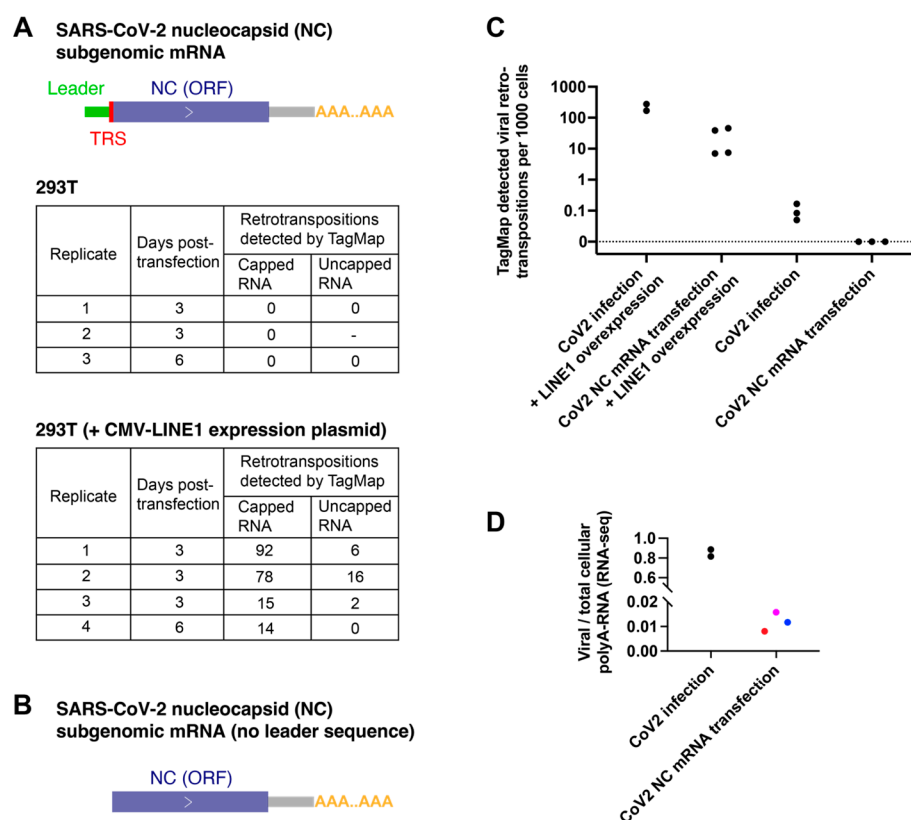 A
SARS-CoV-2 nucleocapsid (NC)
subgenomic mRNA
Leader
NC (ORF)
AAA..AAA
TRS
293T
Replicate
Days post-
transfection
Retrotranspositions
detected by TagMap
Capped
RNA
Uncapped
RNA
1 3 0 0
2 3 0 -
3 6 0 0
293T (+ CMV-LINE1 expression plasmid)
Replicate
Days post-
transfection
Retrotranspositions
detected by TagMap
Capped
RNA
Uncapped
RNA
1 3 92 6
2 3 78 16
3 3 15 2
4 6 14 0
B
SARS-CoV-2 nucleocapsid (NC)
subgenomic mRNA (no leader sequence)
NC (ORF)
AAA..AAA
C
TagMap detected viral retro-
transpositions per 1000 cells
1000
100
10
1
0.1
0
CoV2 infection
+ LINE1 overexpression
CoV2 NC mRNA transfection
+ LINE1 overexpression
CoV2 infection
CoV2 NC mRNA transfection
D
Viral / total cellular
polyA-RNA (RNA-seq)
1.0
0.8
0.6
0.02
0.01
0.00
CoV2 infection
CoV2 NC mRNA transfection